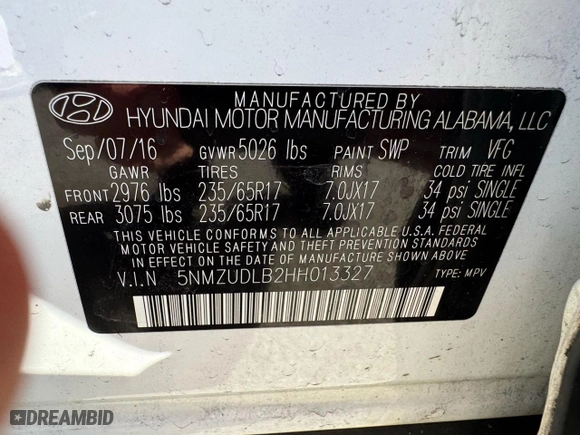 MANUFACTURED BY
HYUNDAI MOTOR MANUFACTURING ALABAMA, LLC
Sep/07/16 GVWR 5026 lbs PAINT SWP TRIM VFG
GAWR TIRES RIMS COLD TIRE INFL
FRONT 2976 lbs 235/65R17 7.0JX17 34 psi SINGLE
REAR 3075 lbs 235/65R17 7.0JX17 34 psi SINGLE
THIS VEHICLE CONFORMS TO ALL APPLICABLE U.S.A. FEDERAL
MOTOR VEHICLE SAFETY AND THEFT PREVENTION STANDARDS
IN EFFECT ON THE DATE OF MANUFACTURE SHOWN ABOVE
V.I.N 5NMZUDLB2HH013327 TYPE: MPV
DREAMBID